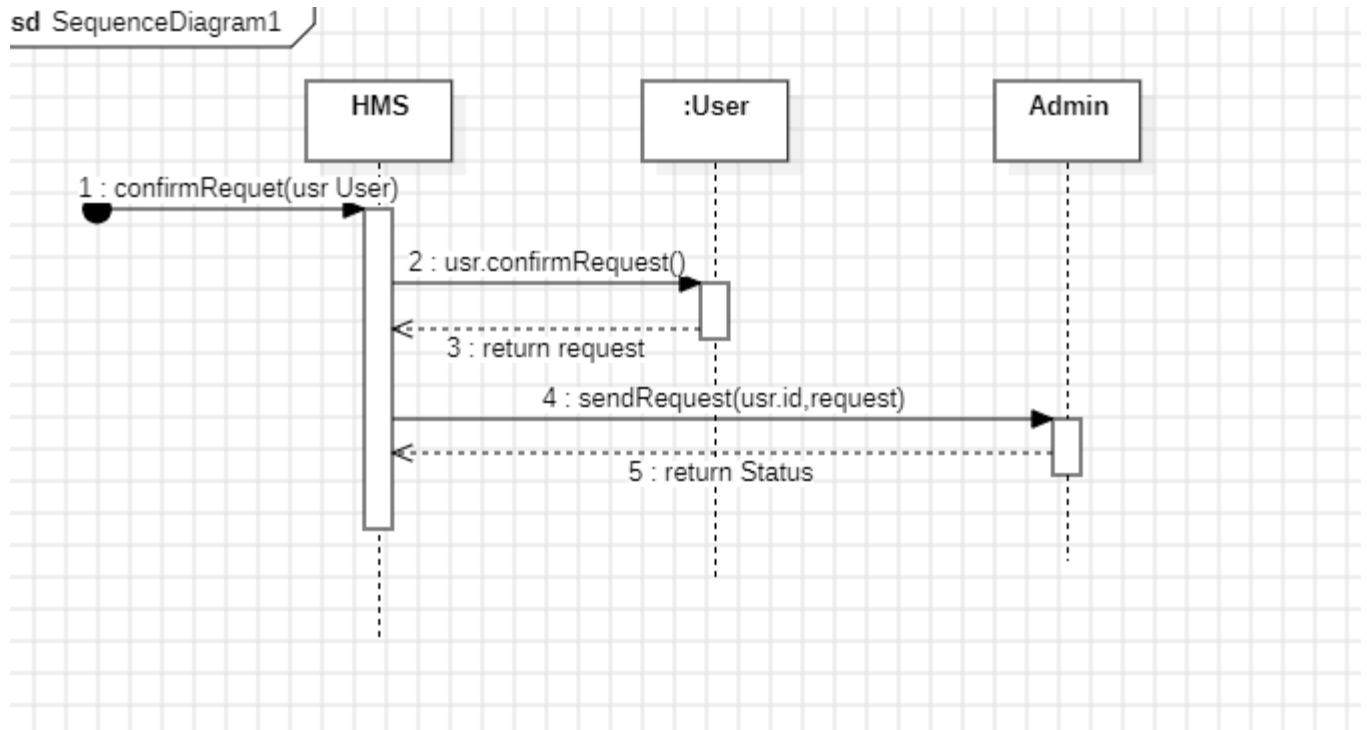 sd SequenceDiagram1
HMS
:User
Admin
1 : confirmRequet(usr User)
2 : usr.confirmRequest()
3 : return request
4 : sendRequest(usr.id,request)
5 : return Status